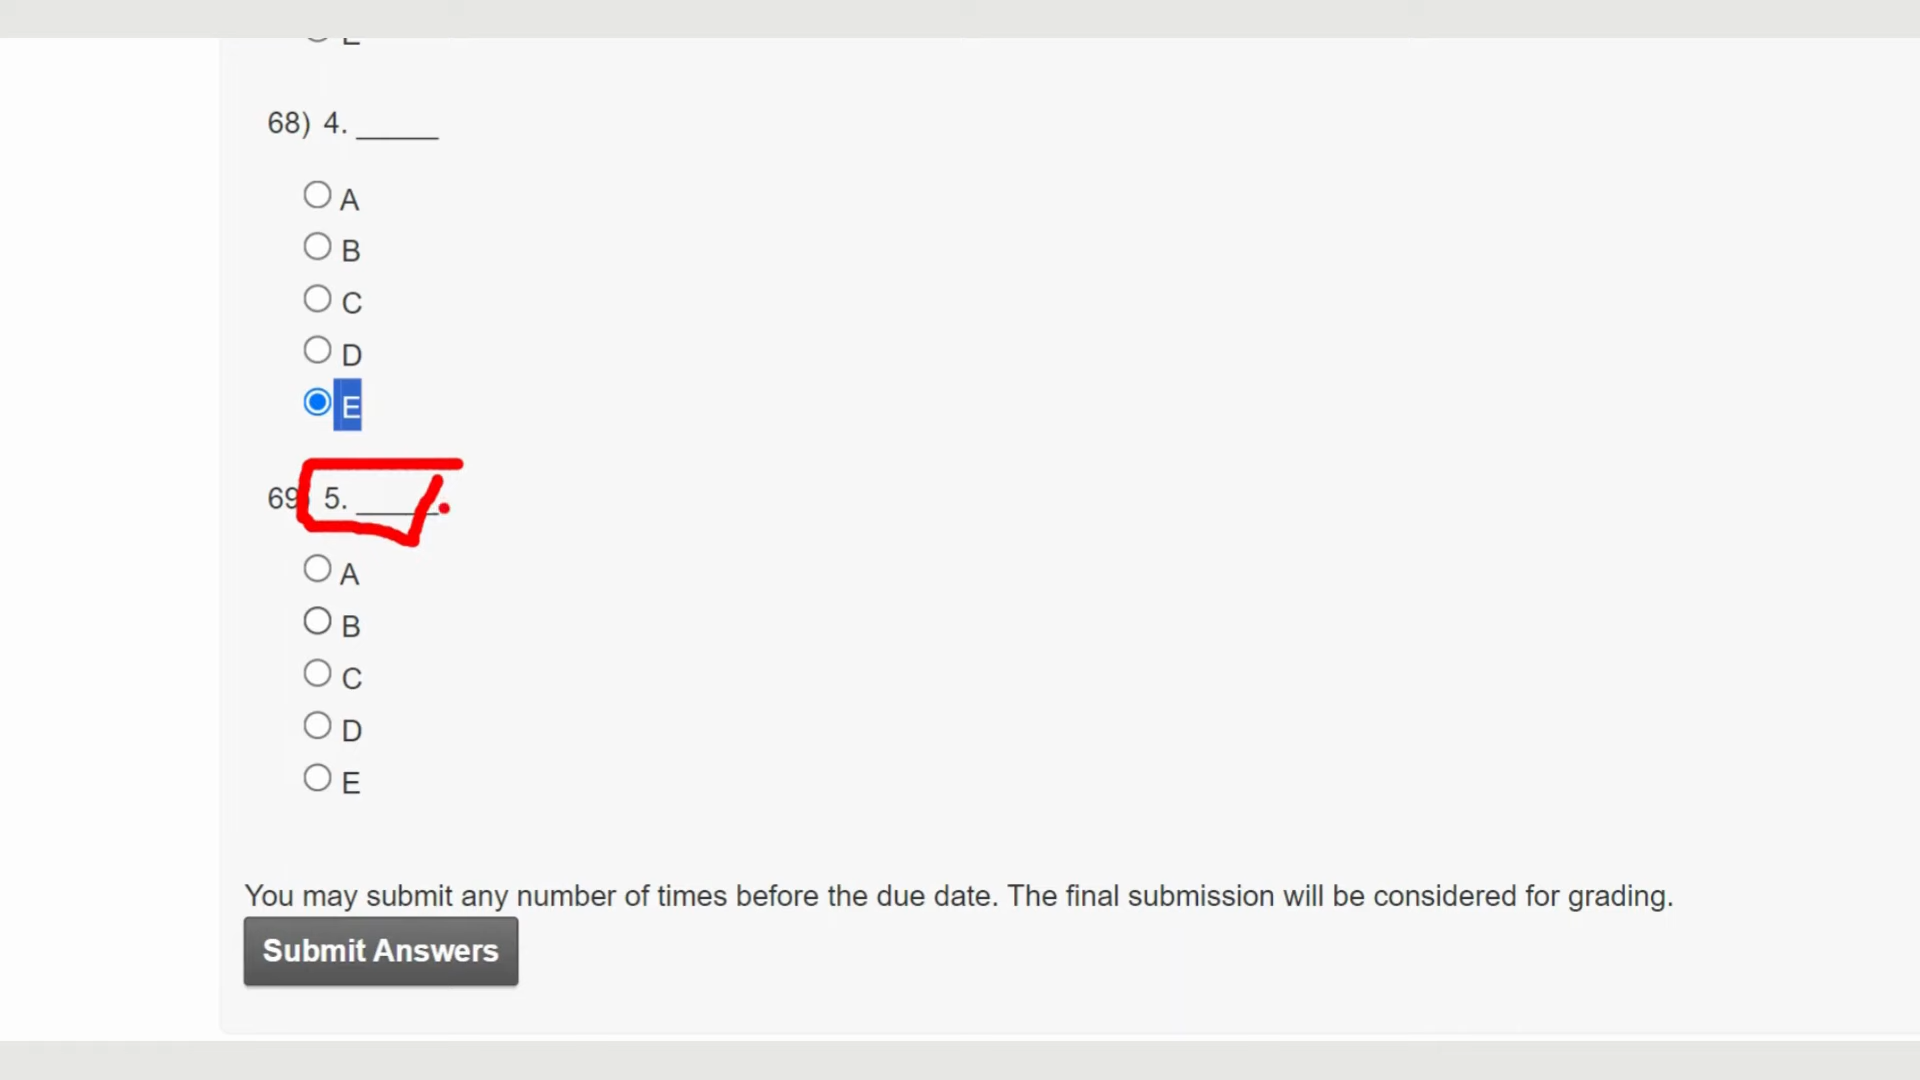 68) 4. _____
A
B
C
D
E
69) 5. _____
A
B
C
D
E
You may submit any number of times before the due date. The final submission will be considered for grading.
Submit Answers